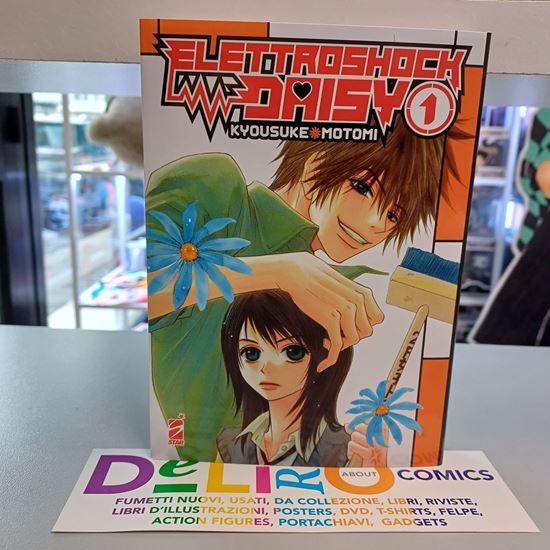 ELETTROSHOCK
DAISY 1
KYOUSUKE MOTOMI
STAR
DeLIRO ABOUT COMICS
FUMETTI NUOVI, USATI, DA COLLEZIONE, LIBRI, RIVISTE,
LIBRI D'ILLUSTRAZIONI, POSTERS, DVD, T-SHIRTS, FELPE,
ACTION FIGURES, PORTACHIAVI, GADGETS